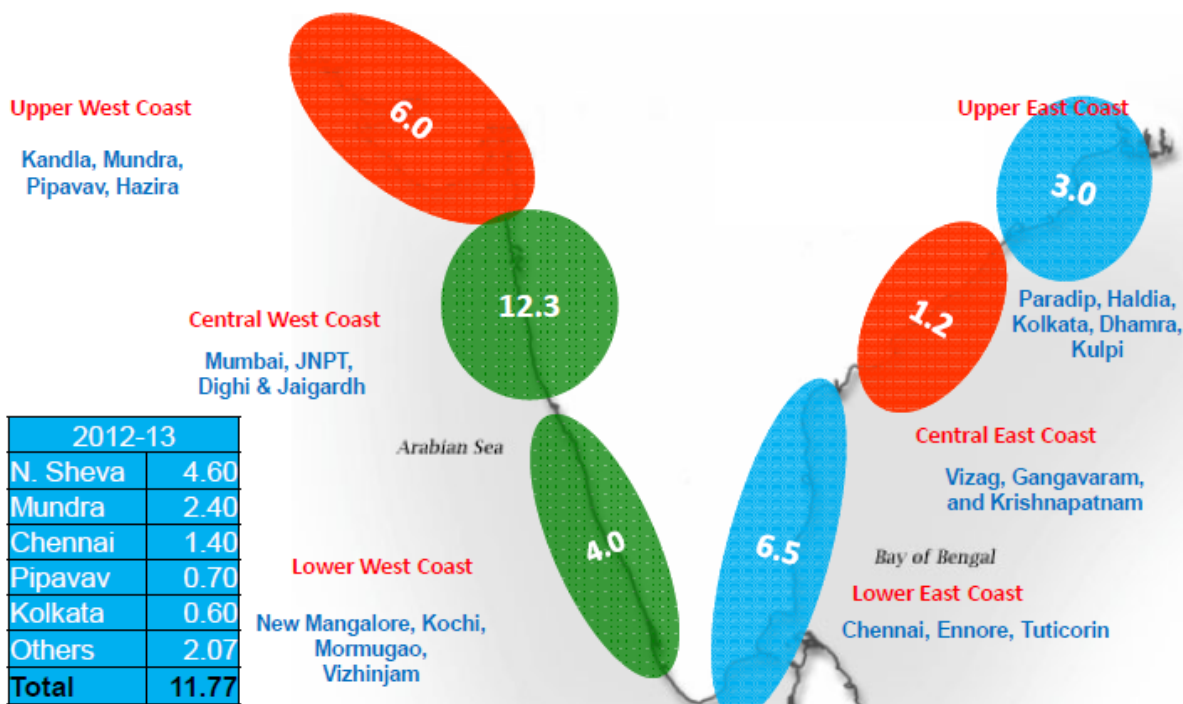 Upper West Coast
Kandla, Mundra,
Pipavav, Hazira
6.0
Upper East Coast
3.0
Paradip, Haldia,
Kolkata, Dhamra,
Kulpi
Central West Coast
Mumbai, JNPT,
Dighi & Jaigardh
12.3
1.2
Central East Coast
Vizag, Gangavaram,
and Krishnapatnam
Arabian Sea
2012-13
N. Sheva 4.60
Mundra 2.40
Chennai 1.40
Pipavav 0.70
Kolkata 0.60
Others 2.07
Total 11.77
Lower West Coast
New Mangalore, Kochi,
Mormugao,
Vizhinjam
4.0
6.5
Bay of Bengal
Lower East Coast
Chennai, Ennore, Tuticorin